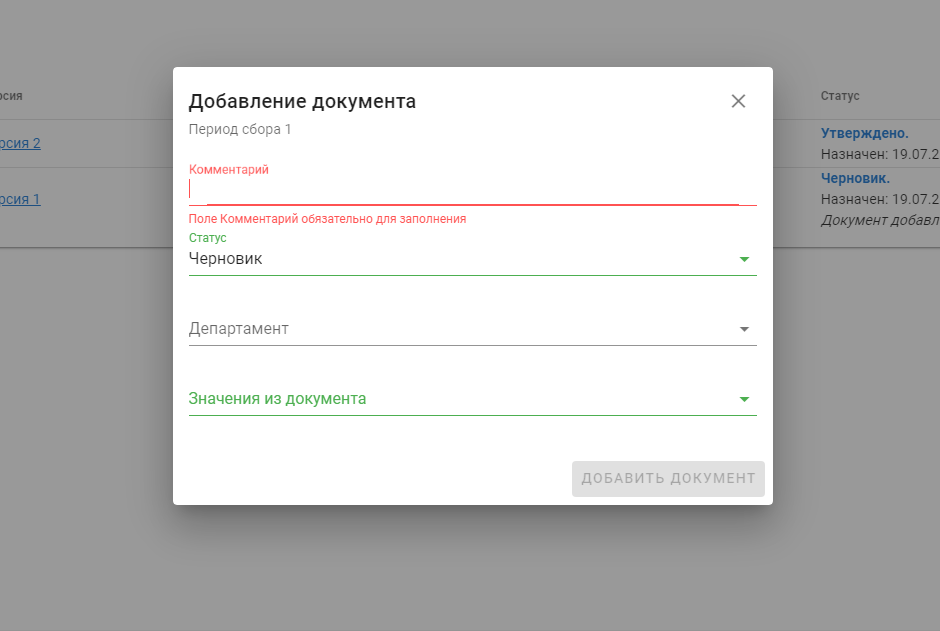 Добавление документа
Период сбора 1
рсия
Статус
Комментарий
рсия 2
Утверждено.
Назначен: 19.07.2
рсия 1
Черновик.
Назначен: 19.07.2
Документ добавл
Поле Комментарий обязательно для заполнения
Статус
Черновик
Департамент
Значения из документа
ДОБАВИТЬ ДОКУМЕНТ